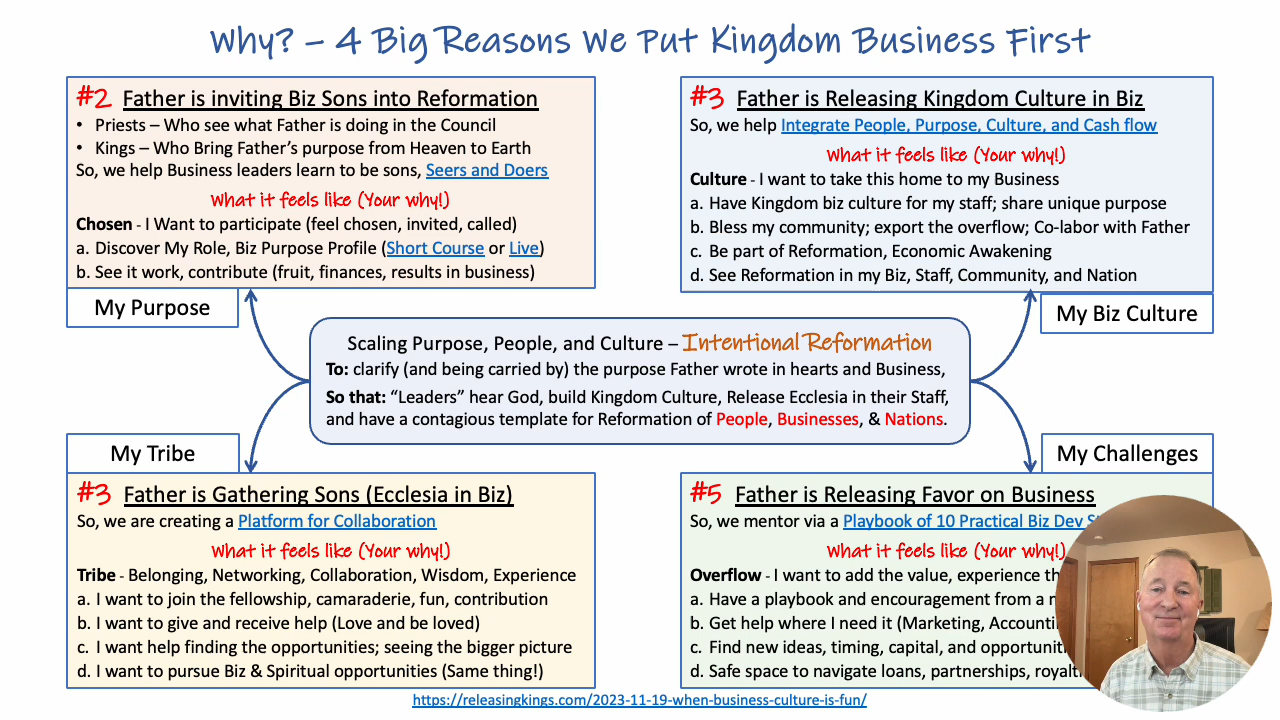 Why? – 4 Big Reasons We Put Kingdom Business First
#2 Father is inviting Biz Sons into Reformation
• Priests – Who see what Father is doing in the Council
• Kings – Who Bring Father's purpose from Heaven to Earth
So, we help Business leaders learn to be sons, Seers and Doers
What it feels like (Your why!)
Chosen - I Want to participate (feel chosen, invited, called)
a. Discover My Role, Biz Purpose Profile (Short Course or Live)
b. See it work, contribute (fruit, finances, results in business)
My Purpose
#3 Father is Releasing Kingdom Culture in Biz
So, we help Integrate People, Purpose, Culture, and Cash flow
What it feels like (Your why!)
Culture - I want to take this home to my Business
a. Have Kingdom biz culture for my staff; share unique purpose
b. Bless my community; export the overflow; Co-labor with Father
c. Be part of Reformation, Economic Awakening
d. See Reformation in my Biz, Staff, Community, and Nation
My Biz Culture
Scaling Purpose, People, and Culture – Intentional Reformation
To: clarify (and being carried by) the purpose Father wrote in hearts and Business,
So that: “Leaders” hear God, build Kingdom Culture, Release Ecclesia in their Staff,
and have a contagious template for Reformation of People, Businesses, & Nations.
My Tribe
#3 Father is Gathering Sons (Ecclesia in Biz)
So, we are creating a Platform for Collaboration
What it feels like (Your why!)
Tribe - Belonging, Networking, Collaboration, Wisdom, Experience
a. I want to join the fellowship, camaraderie, fun, contribution
b. I want to give and receive help (Love and be loved)
c. I want help finding the opportunities; seeing the bigger picture
d. I want to pursue Biz & Spiritual opportunities (Same thing!)
My Challenges
#5 Father is Releasing Favor on Business
So, we mentor via a Playbook of 10 Practical Biz Dev
What it feels like (Your why!)
Overflow - I want to add the value, experience
a. Have a playbook and encouragement from a
b. Get help where I need it (Marketing,
c. Find new ideas, timing, capital, and
d. Safe space to navigate loans, partnerships,
https://releasingkings.com/2023-11-19-when-business-culture-is-fun/